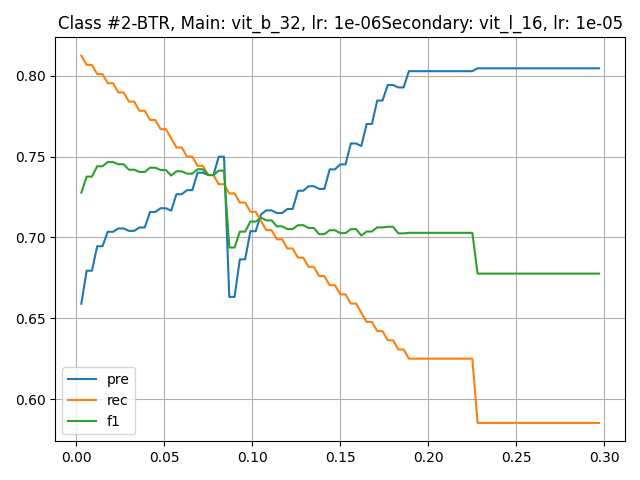 Class #2-BTR, Main: vit_b_32, lr: 1e-06Secondary: vit_l_16, lr: 1e-05
0.80
0.75
0.70
0.65
0.60
pre
rec
f1
0.00 0.05 0.10 0.15 0.20 0.25 0.30